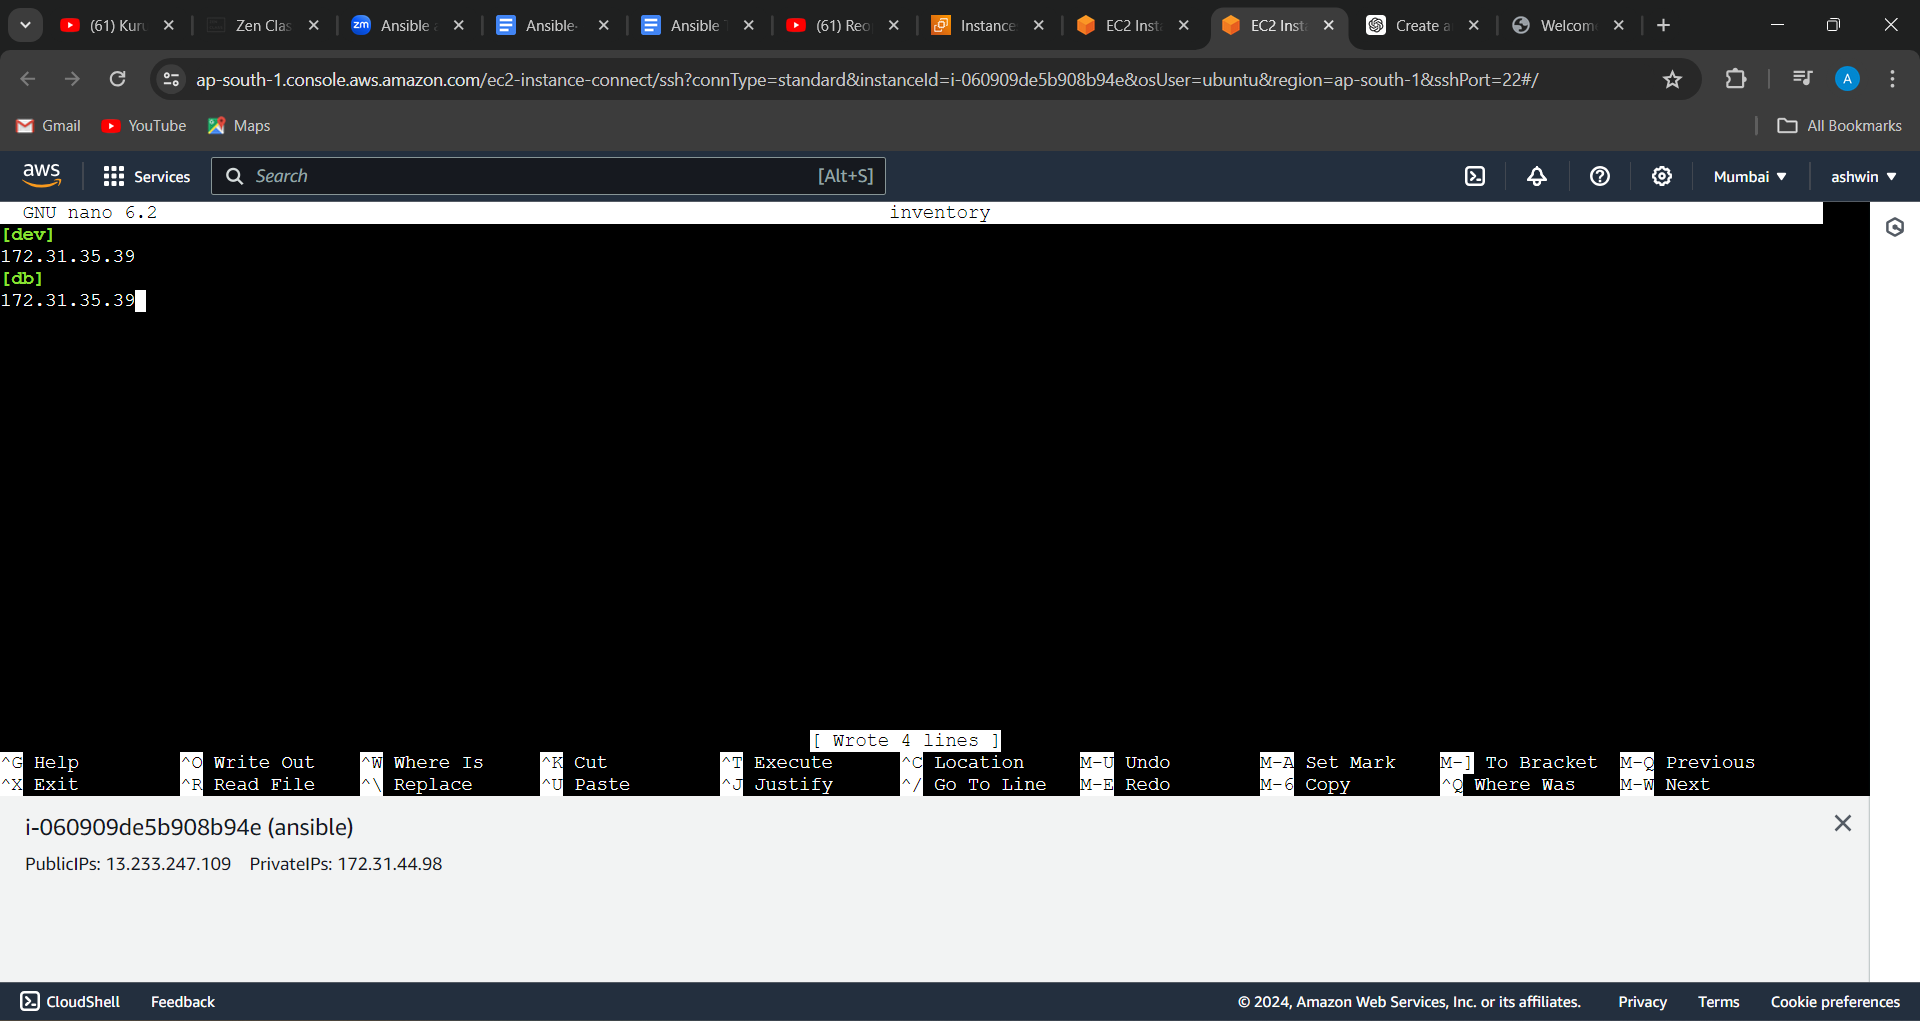 (61) Kuru
Zen Clas
zm
Ansible a
Ansible-
Ansible T
(61) Reo
Instance
EC2 Inst
EC2 Inst
Create a
Welcom
ap-south-1.console.aws.amazon.com/ec2-instance-connect/ssh?connType=standard&instanceId=i-060909de5b908b94e&osUser=ubuntu&region=ap-south-1&sshPort=22#/
A
Gmail
YouTube
Maps
All Bookmarks
aws
Services
Search
[Alt+S]
Mumbai
ashwin
GNU nano 6.2 inventory
[dev]
172.31.35.39
[db]
172.31.35.39
[ Wrote 4 lines ]
^G Help ^O Write Out ^W Where Is ^K Cut ^T Execute ^C Location M-U Undo M-A Set Mark M-] To Bracket M-Q Previous
^X Exit ^R Read File ^\ Replace ^U Paste ^J Justify ^/ Go To Line M-E Redo M-6 Copy ^Q Where Was M-W Next
i-060909de5b908b94e (ansible)
PublicIPs: 13.233.247.109 PrivateIPs: 172.31.44.98
CloudShell
Feedback
© 2024, Amazon Web Services, Inc. or its affiliates.
Privacy
Terms
Cookie preferences